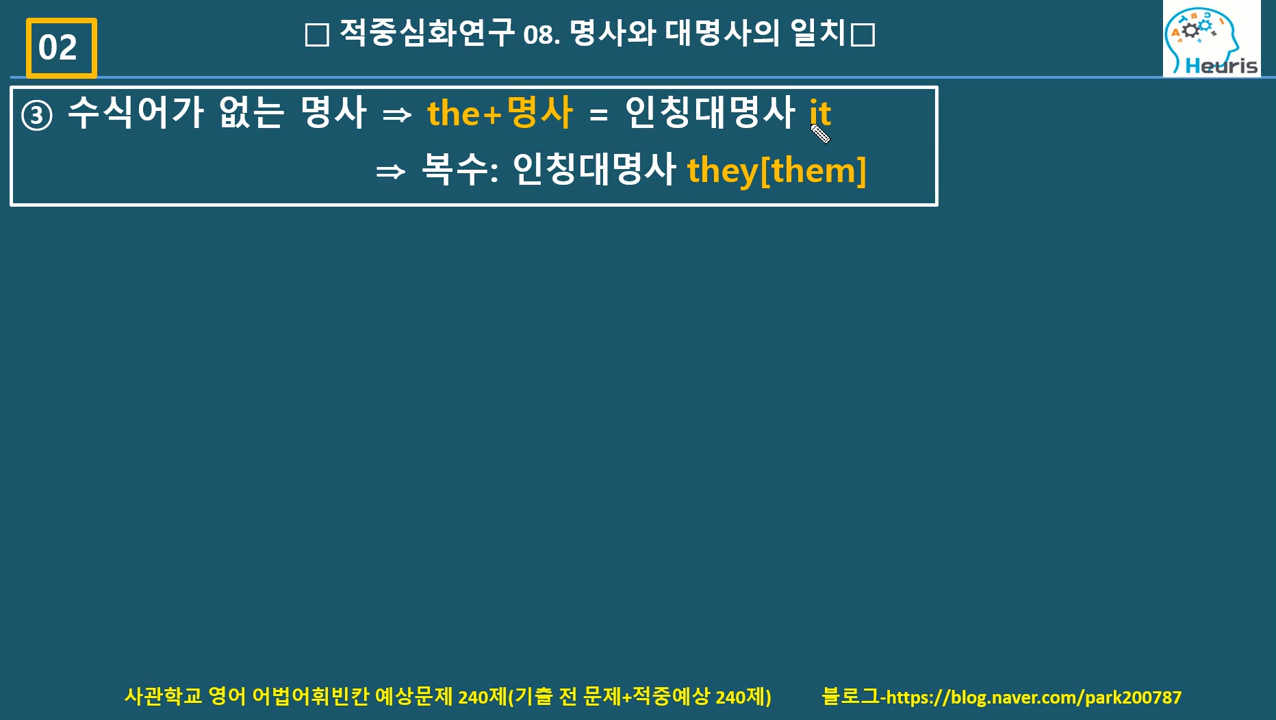 02
□ 적중심화연구 08. 명사와 대명사의 일치□
Heuris
③ 수식어가 없는 명사 ⇒ the+명사 = 인칭대명사 it
⇒ 복수: 인칭대명사 they[them]
사관학교 영어 어법어휘빈칸 예상문제 240제(기출 전 문제+적중예상 240제) 블로그-https://blog.naver.com/park200787